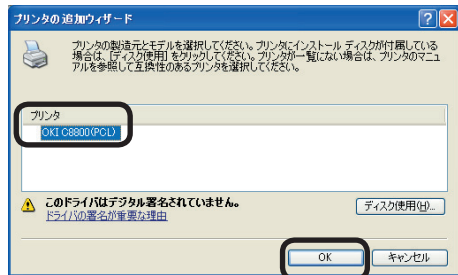 プリンタの追加ウィザード
プリンタの製造元とモデルを選択してください。プリンタにインストール ディスクが付属している
場合は、[ディスク使用] をクリックしてください。プリンタが一覧にない場合は、プリンタのマニュ
アルを参照して互換性のあるプリンタを選択してください。
プリンタ
OKI C8800(PCL)
このドライバはデジタル署名されていません。
ドライバの署名が重要な理由
ディスク使用(H)...
OK
キャンセル